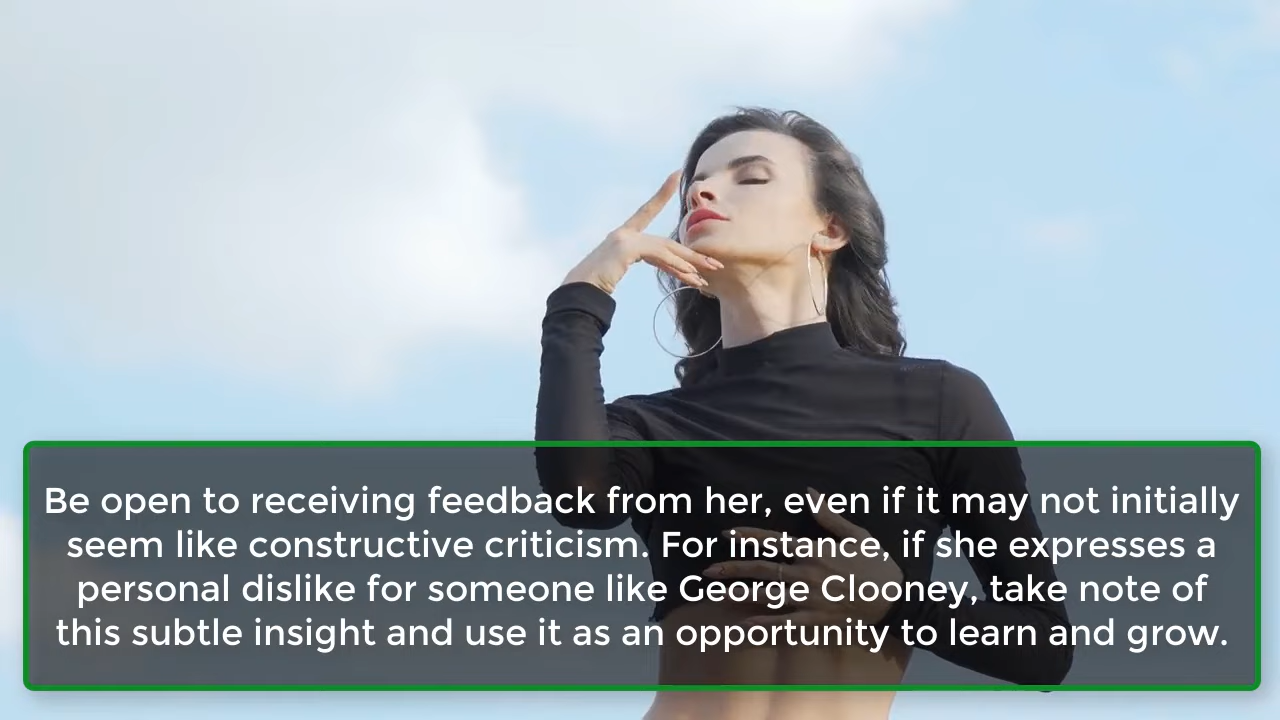 Be open to receiving feedback from her, even if it may not initially
seem like constructive criticism. For instance, if she expresses a
personal dislike for someone like George Clooney, take note of
this subtle insight and use it as an opportunity to learn and grow.